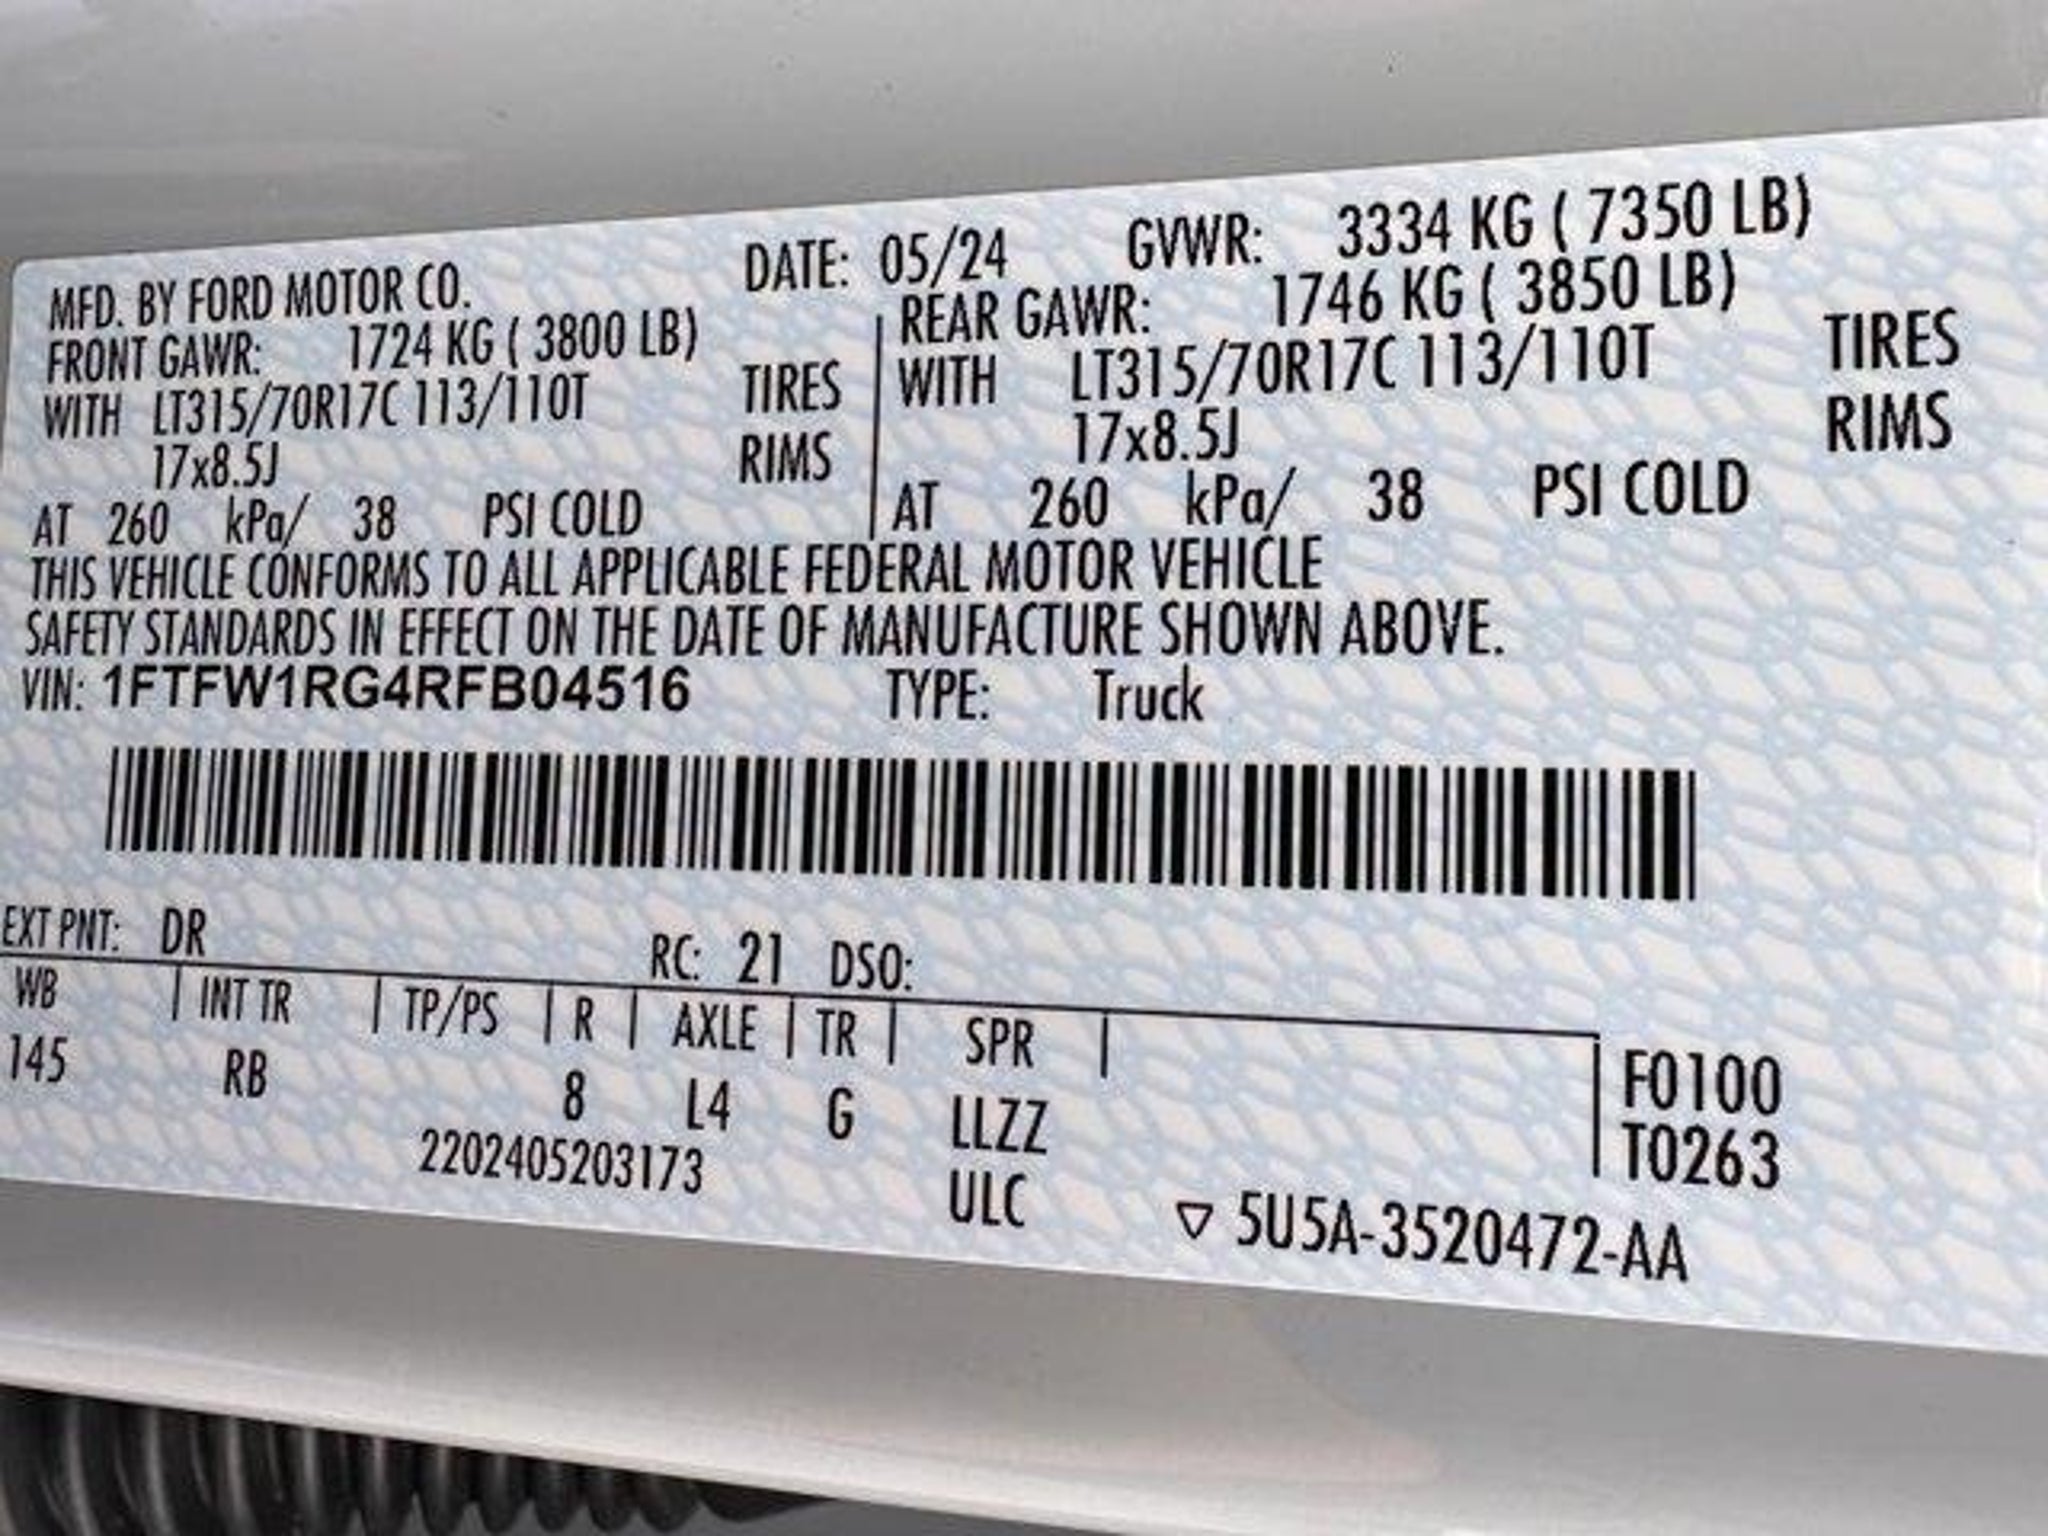 MFD. BY FORD MOTOR CO. DATE: 05/24 GVWR: 3334 KG ( 7350 LB)
FRONT GAWR: 1724 KG ( 3800 LB) REAR GAWR: 1746 KG ( 3850 LB)
WITH LT315/70R17C 113/110T TIRES WITH LT315/70R17C 113/110T TIRES
17x8.5J RIMS 17x8.5J RIMS
AT 260 kPa/ 38 PSI COLD AT 260 kPa/ 38 PSI COLD
THIS VEHICLE CONFORMS TO ALL APPLICABLE FEDERAL MOTOR VEHICLE
SAFETY STANDARDS IN EFFECT ON THE DATE OF MANUFACTURE SHOWN ABOVE.
VIN: 1FTFW1RG4RFB04516 TYPE: Truck
EXT PNT: DR RC: 21 DSO:
WB INT TR TP/PS R AXLE TR SPR
145 RB 8 L4 G LLZZ F0100
2202405203173 ULC T0263
▽ 5U5A-3520472-AA